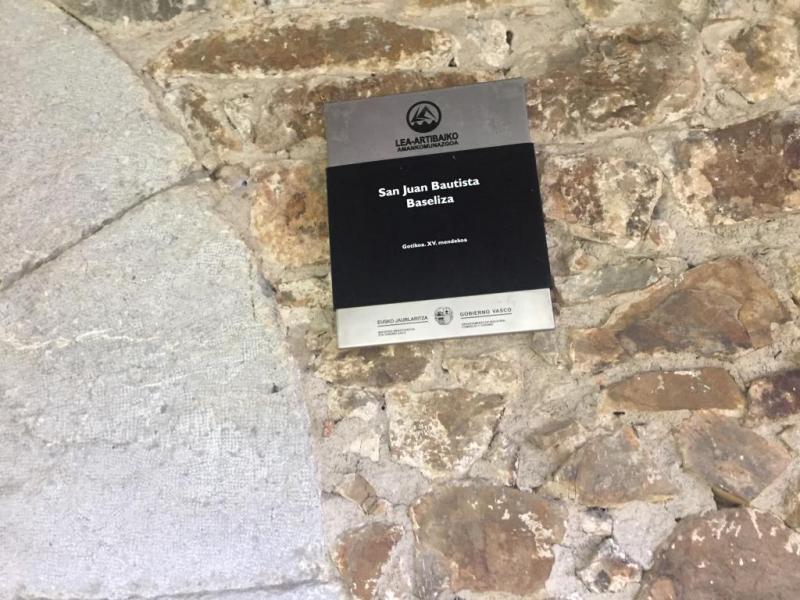 LEA-ARTIBAIKO
AMANKOMUNAZGOA
San Juan Bautista
Baseliza
Gotikoa. XV. mendekoa
EUSKO JAURLARITZA
GOBIERNO VASCO